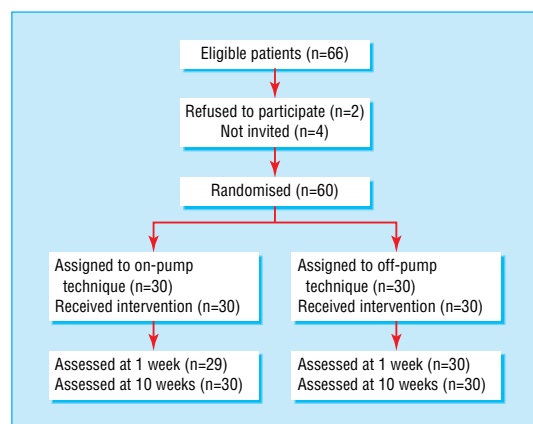 Eligible patients (n=66)
Refused to participate (n=2)
Not invited (n=4)
Randomised (n=60)
Assigned to on-pump
technique (n=30)
Received intervention (n=30)
Assigned to off-pump
technique (n=30)
Received intervention (n=30)
Assessed at 1 week (n=29)
Assessed at 10 weeks (n=30)
Assessed at 1 week (n=30)
Assessed at 10 weeks (n=30)